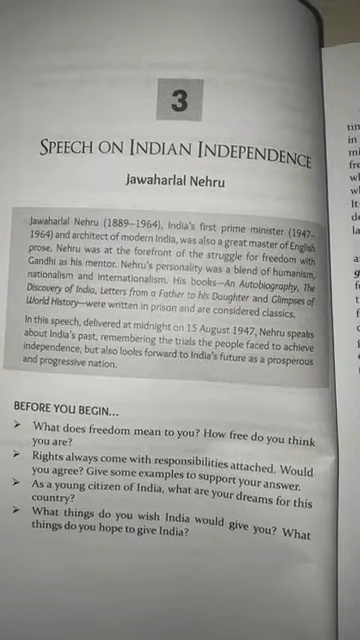 3
SPEECH ON INDIAN INDEPENDENCE
Jawaharlal Nehru
Jawaharlal Nehru (1889–1964), India's first prime minister (1947–
1964) and architect of modern India, was also a great master of English
prose. Nehru was at the forefront of the struggle for freedom with
Gandhi as his mentor. Nehru's personality was a blend of humanism,
nationalism and internationalism. His books—An Autobiography, The
Discovery of India, Letters from a Father to his Daughter and Glimpses of
World History—were written in prison and are considered classics.
In this speech, delivered at midnight on 15 August 1947, Nehru speaks
about India's past, remembering the trials the people faced to achieve
independence, but also looks forward to India's future as a prosperous
and progressive nation.
BEFORE YOU BEGIN...
➤ What does freedom mean to you? How free do you think
you are?
➤ Rights always come with responsibilities attached. Would
you agree? Give some examples to support your answer.
➤ As a young citizen of India, what are your dreams for this
country?
➤ What things do you wish India would give you? What
things do you hope to give India?